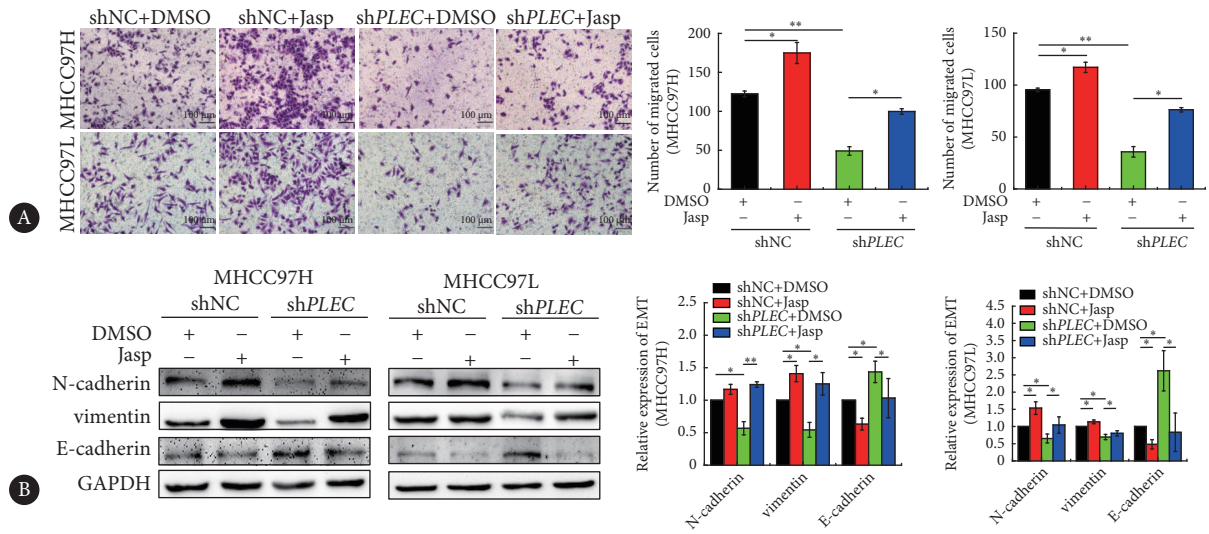 shNC+DMSO shNC+Jasp shPLEC+DMSO shPLEC+Jasp
MHCC97H
100 μm 100 μm 100 μm 100 μm
MHCC97L
100 μm 100 μm 100 μm 100 μm
A
Number of migrated cells
(MHCC97H)
200
150
100
50
0
** * *
DMSO + − + −
Jasp − + − +
shNC shPLEC
Number of migrated cells
(MHCC97L)
150
100
50
0
** * *
DMSO + − + −
Jasp − + − +
shNC shPLEC
B
MHCC97H MHCC97L
shNC shPLEC shNC shPLEC
DMSO + − + − + − + −
Jasp − + − + − + − +
N-cadherin
vimentin
E-cadherin
GAPDH
shNC+DMSO
shNC+Jasp
shPLEC+DMSO
shPLEC+Jasp
Relative expression of EMT
(MHCC97H)
2.5
2.0
1.5
1.0
0.5
0.0
* ** * * * * * *
N-cadherin vimentin E-cadherin
shNC+DMSO
shNC+Jasp
shPLEC+DMSO
shPLEC+Jasp
Relative expression of EMT
(MHCC97L)
4.5
4.0
3.5
3.0
2.5
2.0
1.5
1.0
0.5
0.0
* * * * * * * * *
N-cadherin vimentin E-cadherin